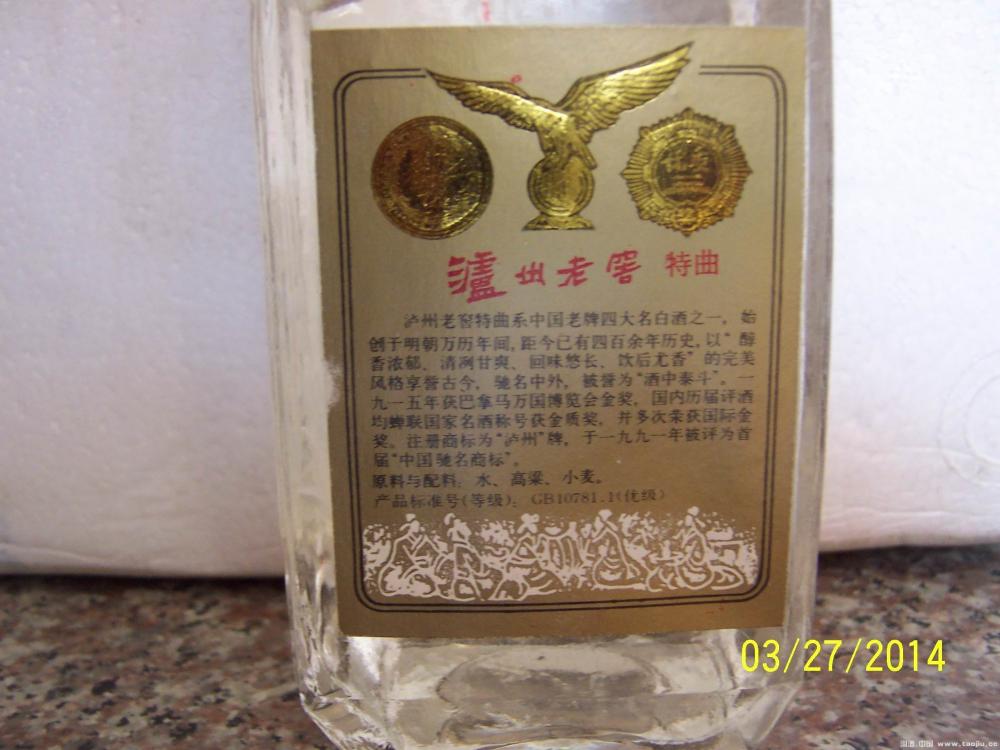 瀘州老窖 特曲
泸州老窖特曲系中国老牌四大名白酒之一，始
创于明朝万历年间，距今已有四百余年历史，以“醇
香浓郁、清洌甘爽、回味悠长、饮后尤香”的完美
风格享誉古今，驰名中外，被誉为“酒中泰斗”。一
九一五年获巴拿马万国博览会金奖，国内历届评酒
均蝉联国家名酒称号获金质奖，并多次荣获国际金
奖。注册商标为“泸州”牌，于一九九一年被评为首
届“中国驰名商标”。
原料与配料：水、高粱、小麦。
产品标准号(等级)：GB10781.1(优级)
03/27/2014
www.taojiu.cc